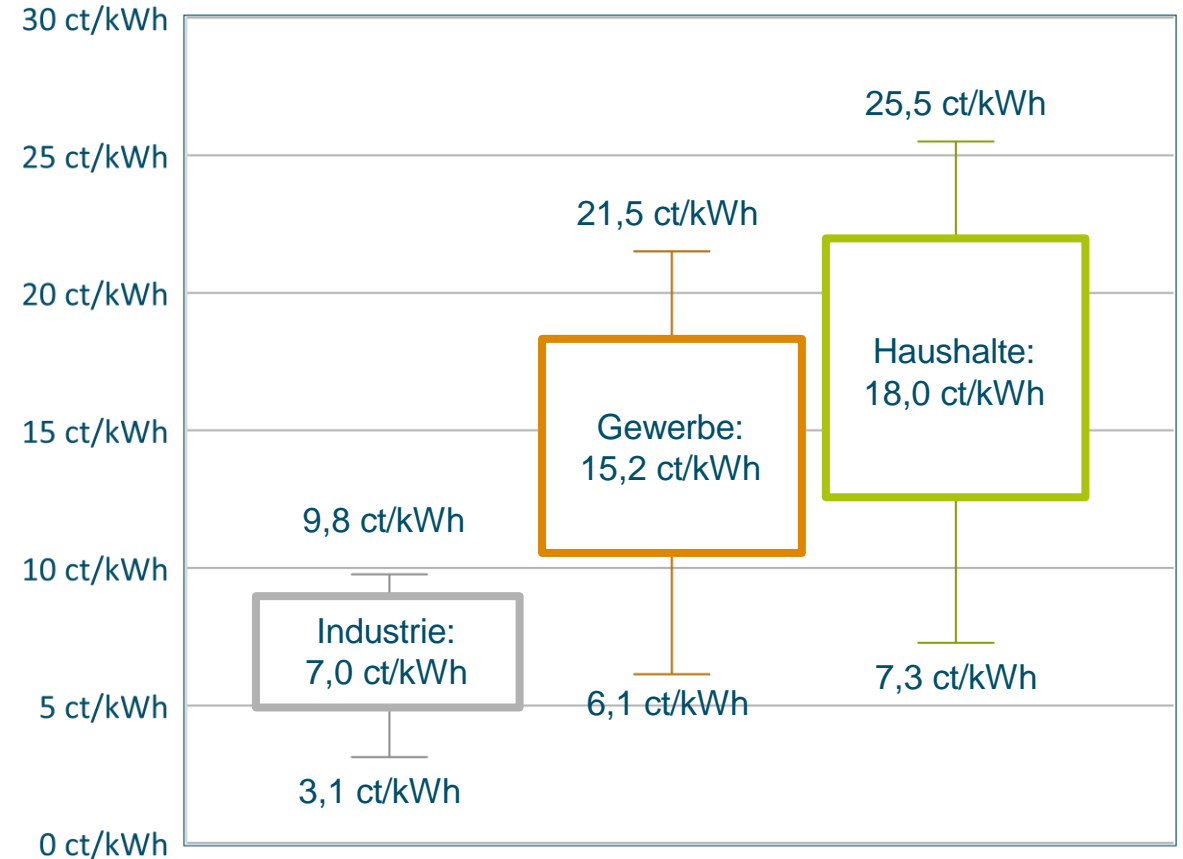 30 ct/kWh
25 ct/kWh
20 ct/kWh
15 ct/kWh
10 ct/kWh
5 ct/kWh
0 ct/kWh
9,8 ct/kWh
Industrie:
7,0 ct/kWh
3,1 ct/kWh
21,5 ct/kWh
Gewerbe:
15,2 ct/kWh
6,1 ct/kWh
25,5 ct/kWh
Haushalte:
18,0 ct/kWh
7,3 ct/kWh